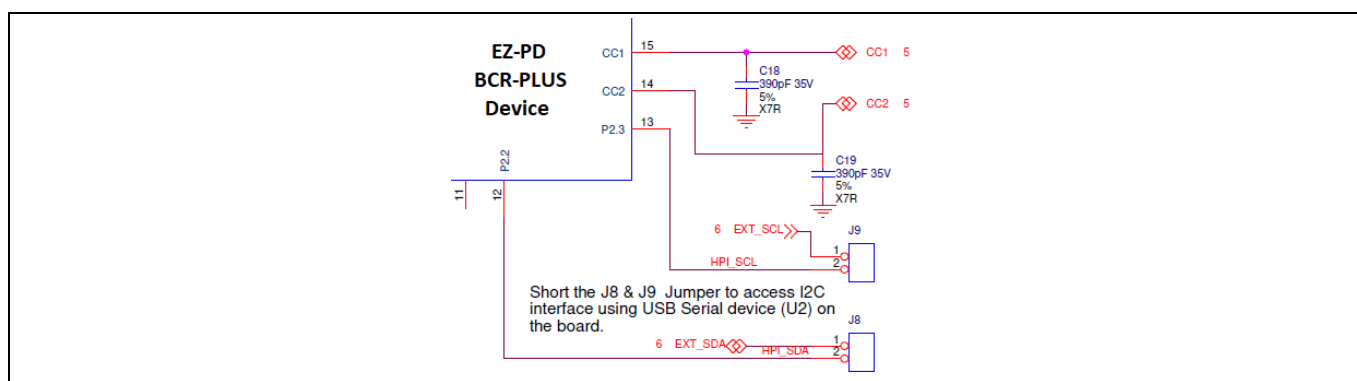 EZ-PD
BCR-PLUS
Device
CC1
15
CC1 5
C18
390pF 35V
5%
X7R
CC2
14
CC2 5
P2.3
13
P2.2
11
12
C19
390pF 35V
5%
X7R
6 EXT_SCL
J9
1
2
HPI_SCL
Short the J8 & J9 Jumper to access I2C
interface using USB Serial device (U2) on
the board.
J8
6 EXT_SDA
1
2
HPI_SDA